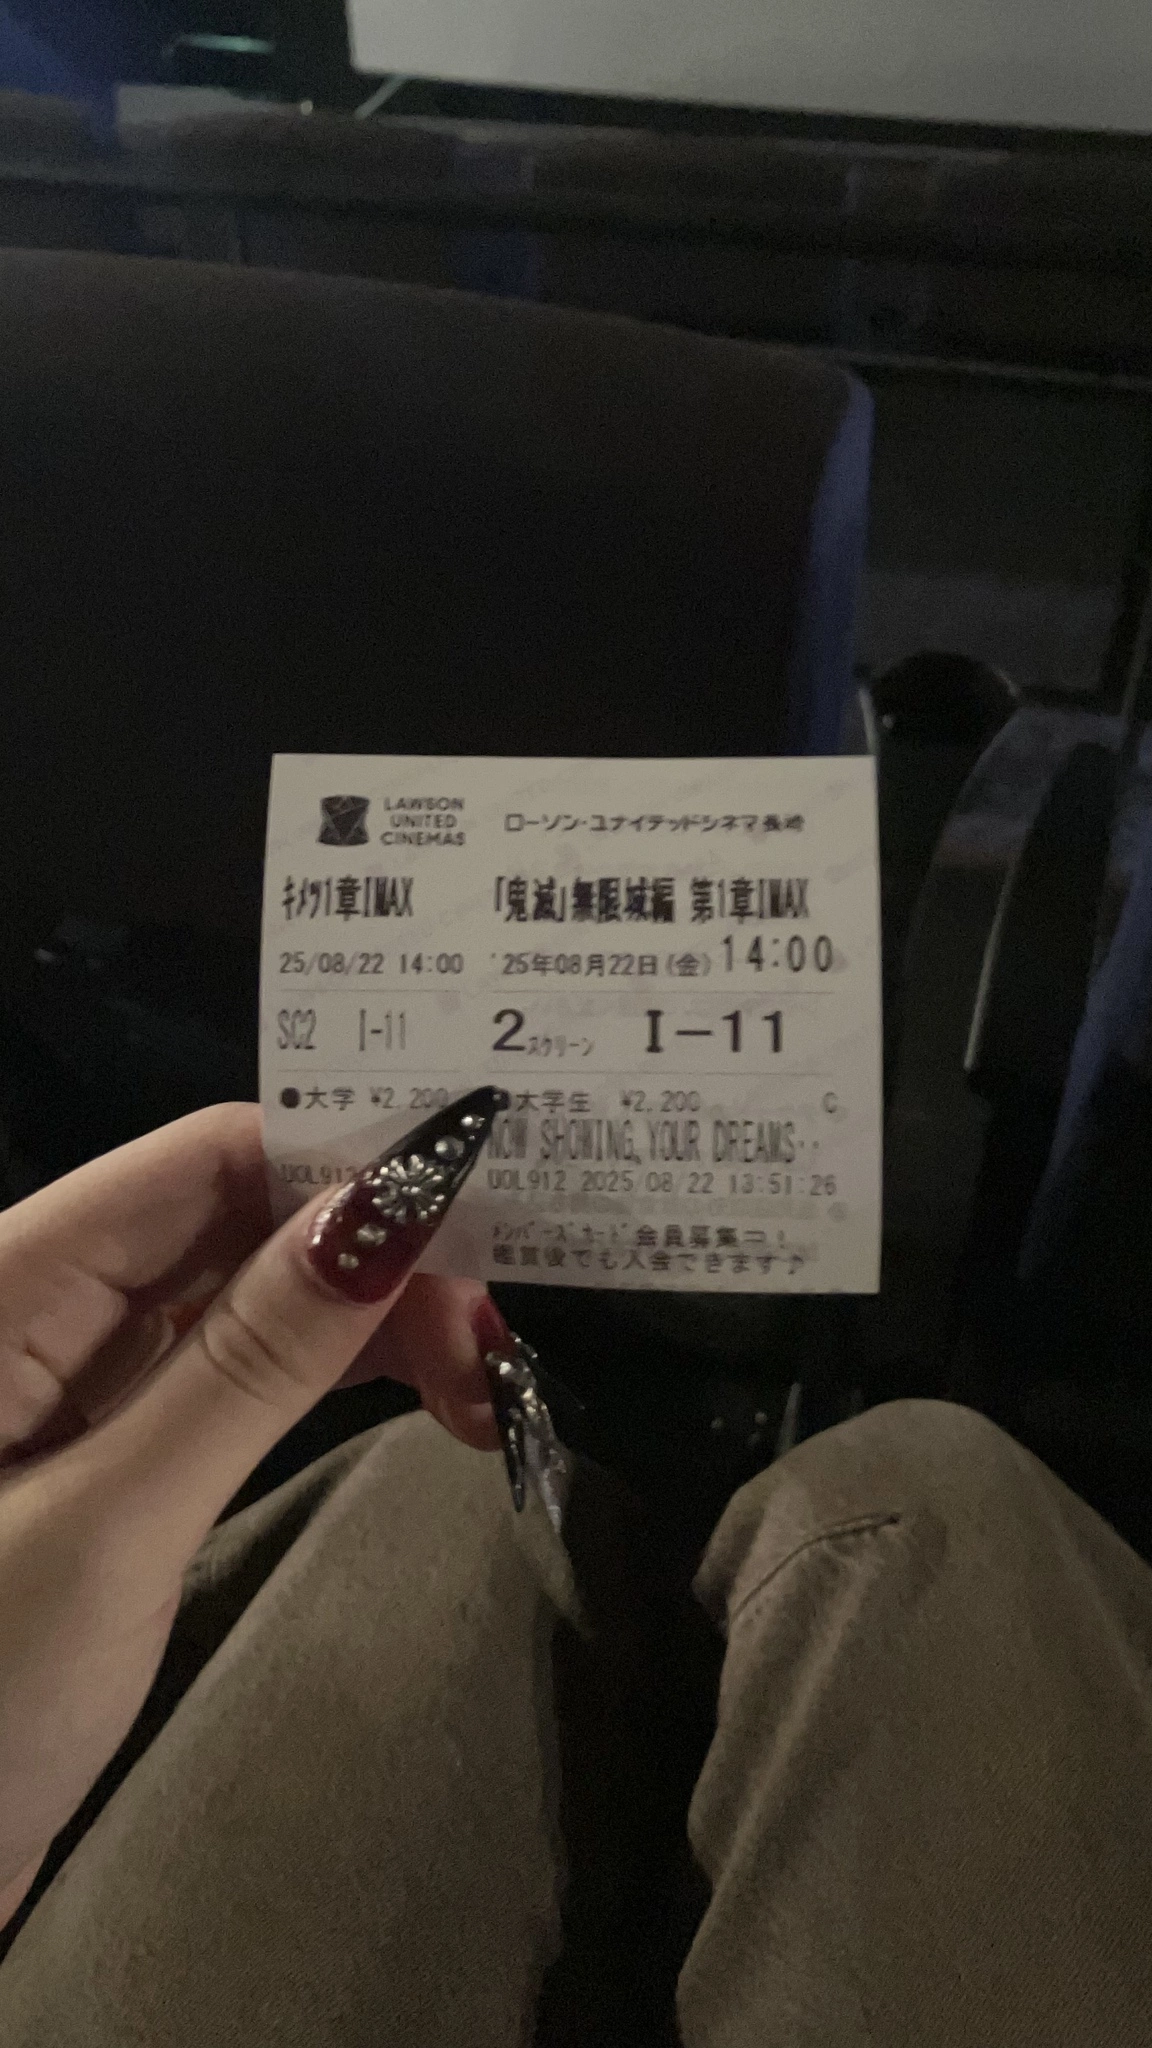 LAWSON
UNITED
CINEMAS
ローソン・ユナイテッドシネマ長崎
ｷﾒﾂ1章IMAX
「鬼滅」無限城編 第1章IMAX
25/08/22 14:00
'25年08月22日(金) 14:00
SC2 I-11
2スクリーン I-11
●大学 ¥2,200
●大学生 ¥2,200 C
NOW SHOWING,YOUR DREAMS‥
UOL912
UOL912 2025/08/22 13:51:26
ﾒﾝﾊﾞｰｽﾞｶｰﾄﾞ会員募集中!
鑑賞後でも入会できます♪